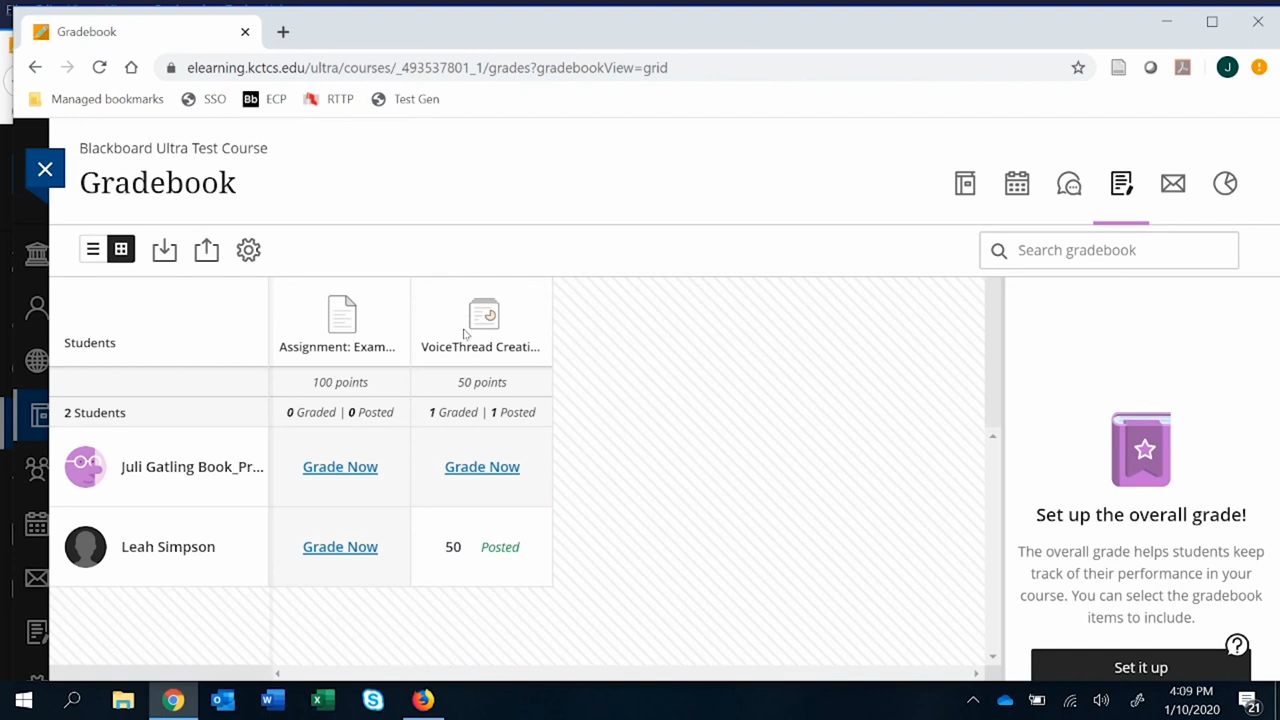 Gradebook
elearning.kctcs.edu/ultra/courses/_493537801_1/grades?gradebookView=grid
J
Managed bookmarks SSO Bb ECP RTTP Test Gen
Blackboard Ultra Test Course
Gradebook
Search gradebook
Students Assignment: Exam... VoiceThread Creati...
100 points 50 points
2 Students 0 Graded | 0 Posted 1 Graded | 1 Posted
Juli Gatling Book_Pr... Grade Now Grade Now
Leah Simpson Grade Now 50 Posted
Set up the overall grade!
The overall grade helps students keep
track of their performance in your
course. You can select the gradebook
items to include.
Set it up
4:09 PM
1/10/2020
21